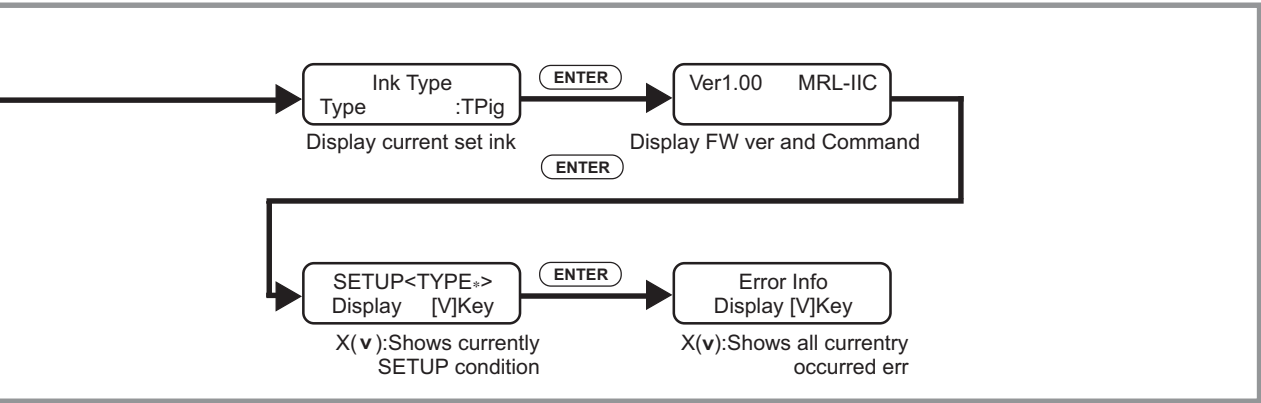 Ink Type
Type :TPig
ENTER
Ver1.00 MRL-IIC
Display current set ink
Display FW ver and Command
ENTER
SETUP<TYPE*>
Display [V]Key
ENTER
Error Info
Display [V]Key
X(v):Shows currently
SETUP condition
X(v):Shows all currentry
occurred err